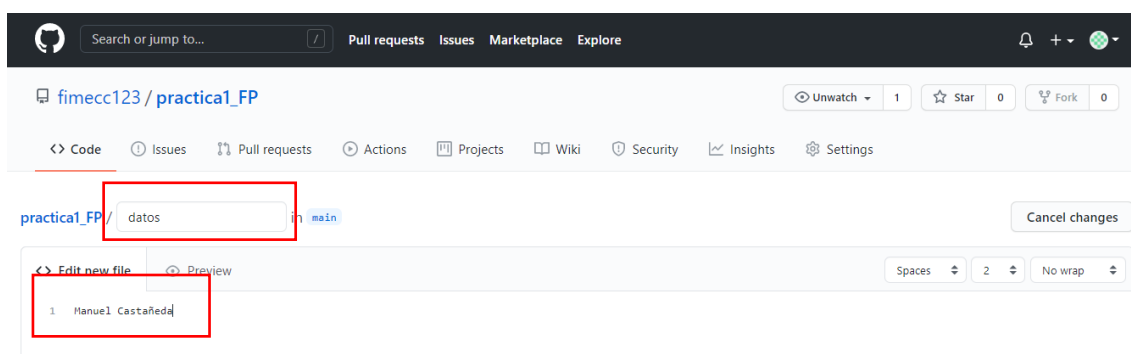 Search or jump to... / Pull requests Issues Marketplace Explore
fimecc123 / practica1_FP Unwatch 1 Star 0 Fork 0
<> Code Issues Pull requests Actions Projects Wiki Security Insights Settings
practica1_FP / datos in main Cancel changes
<> Edit new file Preview Spaces 2 No wrap
1 Manuel Castañeda